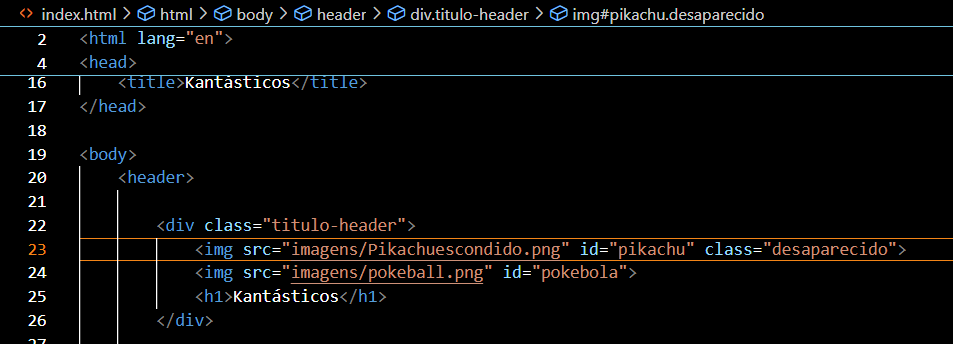 index.html > html > body > header > div.titulo-header > img#pikachu.desaparecido
2 <html lang="en">
4 <head>
16 <title>Kantásticos</title>
17 </head>
18
19 <body>
20 <header>
21
22 <div class="titulo-header">
23 <img src="imagens/Pikachuescondido.png" id="pikachu" class="desaparecido">
24 <img src="imagens/pokeball.png" id="pokebola">
25 <h1>Kantásticos</h1>
26 </div>
27